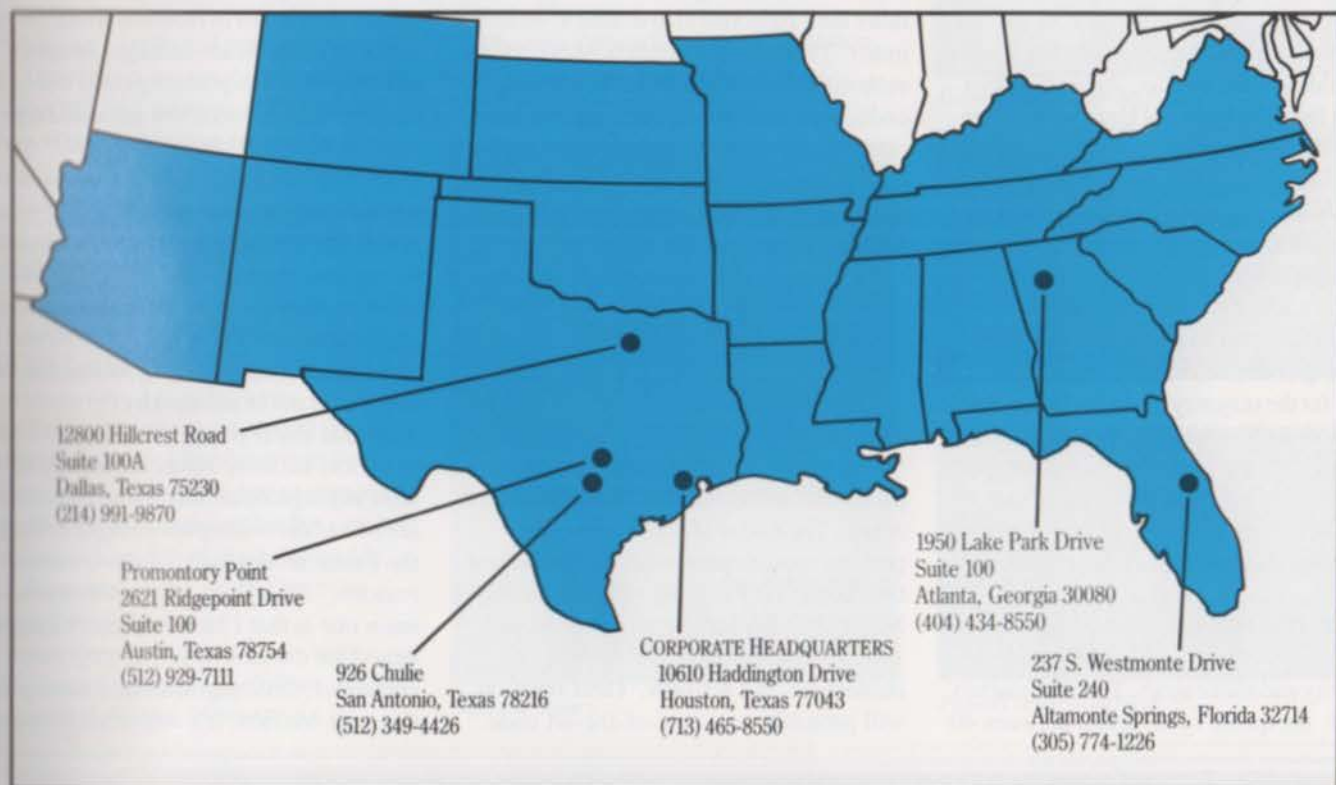 12800 Hillcrest Road
Suite 100A
Dallas, Texas 75230
(214) 991-9870
Promontory Point
2621 Ridgepoint Drive
Suite 100
Austin, Texas 78754
(512) 929-7111
926 Chulie
San Antonio, Texas 78216
(512) 349-4426
CORPORATE HEADQUARTERS
10610 Haddington Drive
Houston, Texas 77043
(713) 465-8550
1950 Lake Park Drive
Suite 100
Atlanta, Georgia 30080
(404) 434-8550
237 S. Westmonte Drive
Suite 240
Altamonte Springs, Florida 32714
(305) 774-1226